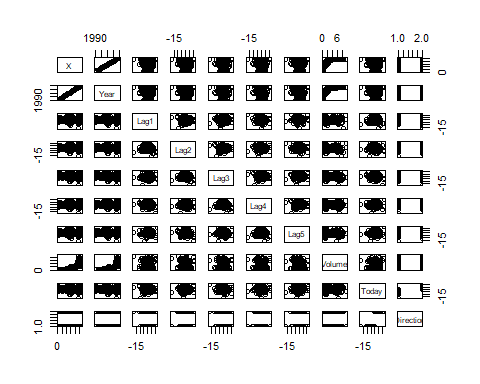 1990 -15 -15 0 6 1.0 2.0
X 0
1990 Year
Lag1 -15
-15 Lag2
Lag3 -15
-15 Lag4
Lag5 -15
0 Volume
Today -15
1.0 Direction
0 -15 -15 -15 -15